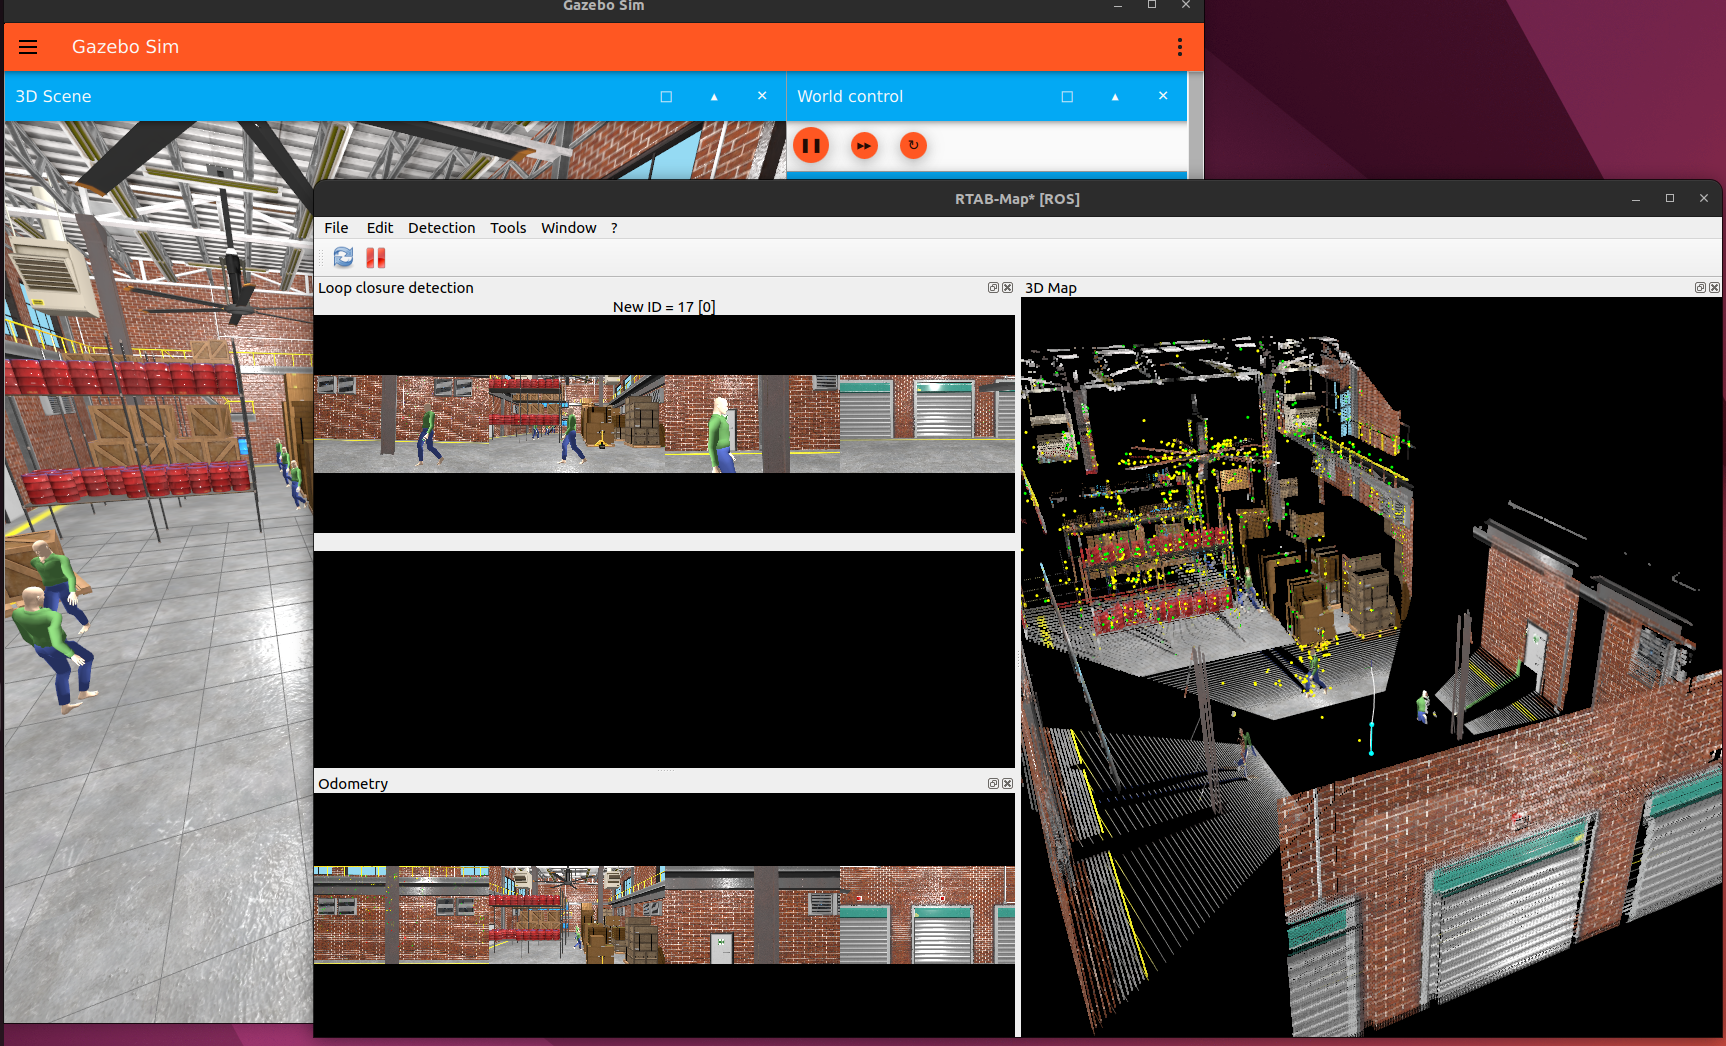 Gazebo Sim
Gazebo Sim
3D Scene
World control
RTAB-Map* [ROS]
File Edit Detection Tools Window ?
Loop closure detection
New ID = 17 [0]
3D Map
Odometry